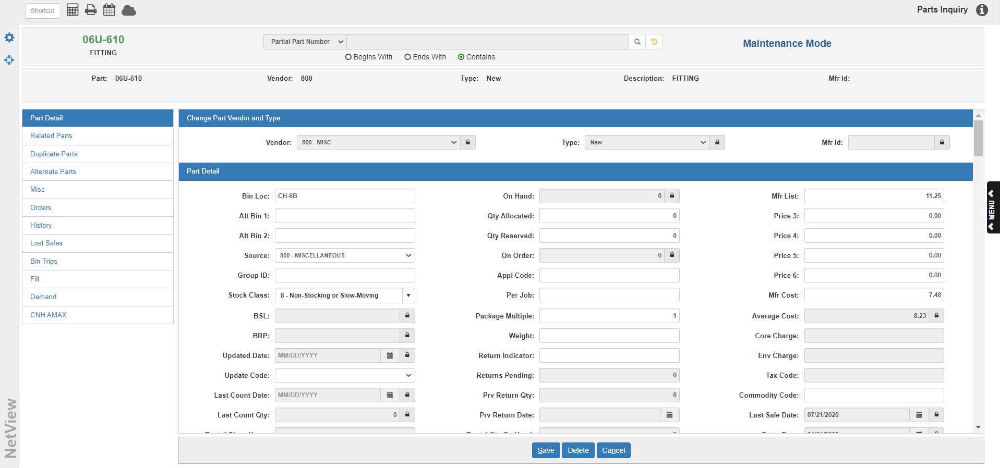 Shortcut
Parts Inquiry
06U-610
FITTING
Partial Part Number
Maintenance Mode
Begins With Ends With Contains
Part: 06U-610 Vendor: 800 Type: New Description: FITTING Mfr Id:
Part Detail
Related Parts
Duplicate Parts
Alternate Parts
Misc
Orders
History
Lost Sales
Bin Trips
Fill
Demand
CNH AMAX
Change Part Vendor and Type
Vendor: 800 - MISC Type: New Mfr Id:
Part Detail
Bin Loc: CH-6B On Hand: 0 Mfr List: 11.25
Alt Bin 1: Qty Allocated: 0 Price 3: 0.00
Alt Bin 2: Qty Reserved: 0 Price 4: 0.00
Source: 800 - MISCELLANEOUS On Order: 0 Price 5: 0.00
Group ID: Appl Code: Price 6: 0.00
Stock Class: 8 - Non-Stocking or Slow-Moving Per Job: Mfr Cost: 7.48
BSL: Package Multiple: 1 Average Cost: 8.23
BRP: Weight: Core Charge:
Updated Date: MM/DD/YYYY Return Indicator: Env Charge:
Update Code: Returns Pending: 0 Tax Code:
Last Count Date: MM/DD/YYYY Prv Return Qty: 0 Commodity Code:
Last Count Qty: 0 Prv Return Date: Last Sale Date: 07/21/2020
Save Delete Cancel
MENU
NetView